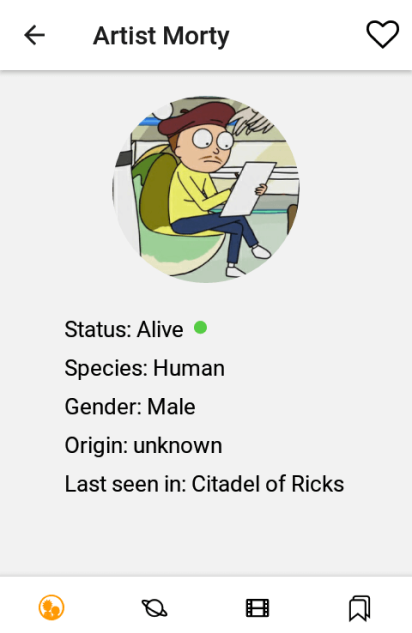 Artist Morty
Status: Alive
Species: Human
Gender: Male
Origin: unknown
Last seen in: Citadel of Ricks